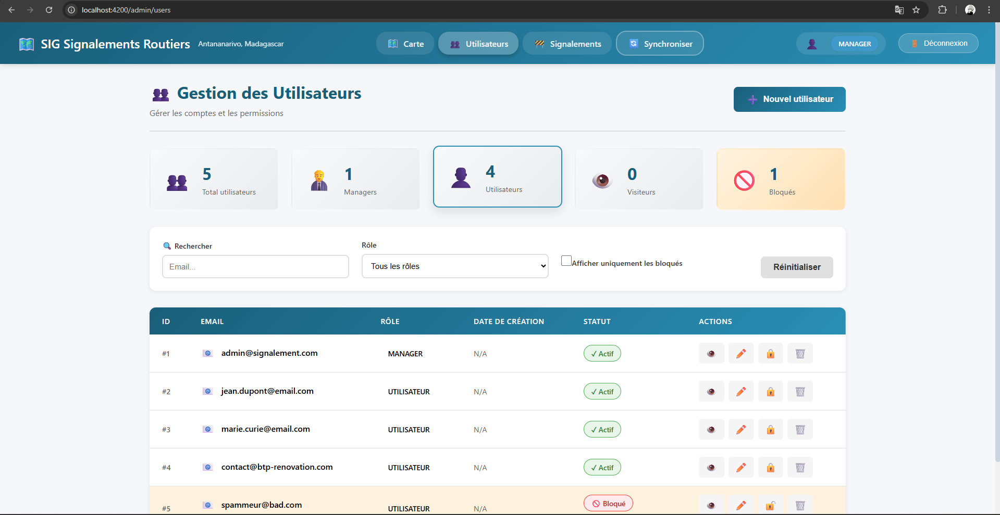 localhost:4200/admin/users
SIG Signalements Routiers
Antananarivo, Madagascar
Carte
Utilisateurs
Signalements
Synchroniser
MANAGER
Déconnexion
Gestion des Utilisateurs
Gérer les comptes et les permissions
Nouvel utilisateur
5
Total utilisateurs
1
Managers
4
Utilisateurs
0
Visiteurs
1
Bloqués
Rechercher
Email...
Rôle
Tous les rôles
Afficher uniquement les bloqués
Réinitialiser
ID EMAIL RÔLE DATE DE CRÉATION STATUT ACTIONS
#1 admin@signalement.com MANAGER N/A ✓ Actif
#2 jean.dupont@email.com UTILISATEUR N/A ✓ Actif
#3 marie.curie@email.com UTILISATEUR N/A ✓ Actif
#4 contact@btp-renovation.com UTILISATEUR N/A ✓ Actif
#5 spammeur@bad.com UTILISATEUR N/A Bloqué